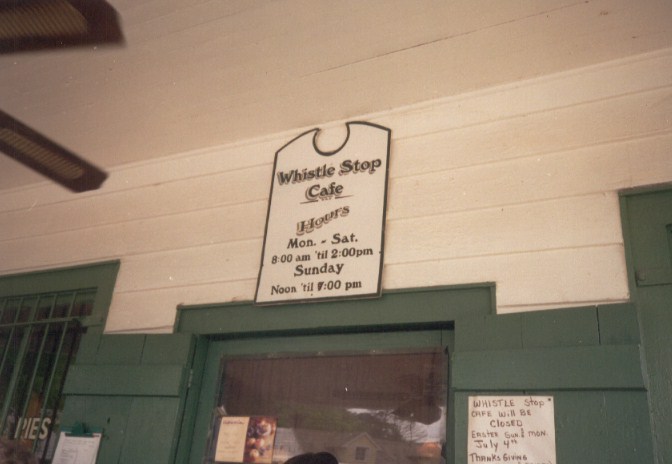 Whistle Stop
Cafe
Hours
Mon. - Sat.
8:00 am 'til 2:00pm
Sunday
Noon 'til 7:00 pm
RIES
WHISTLE Stop
CAFE Will BE
CLOSED
EASTER Sun & MON.
July 4th
THANKSGIVING